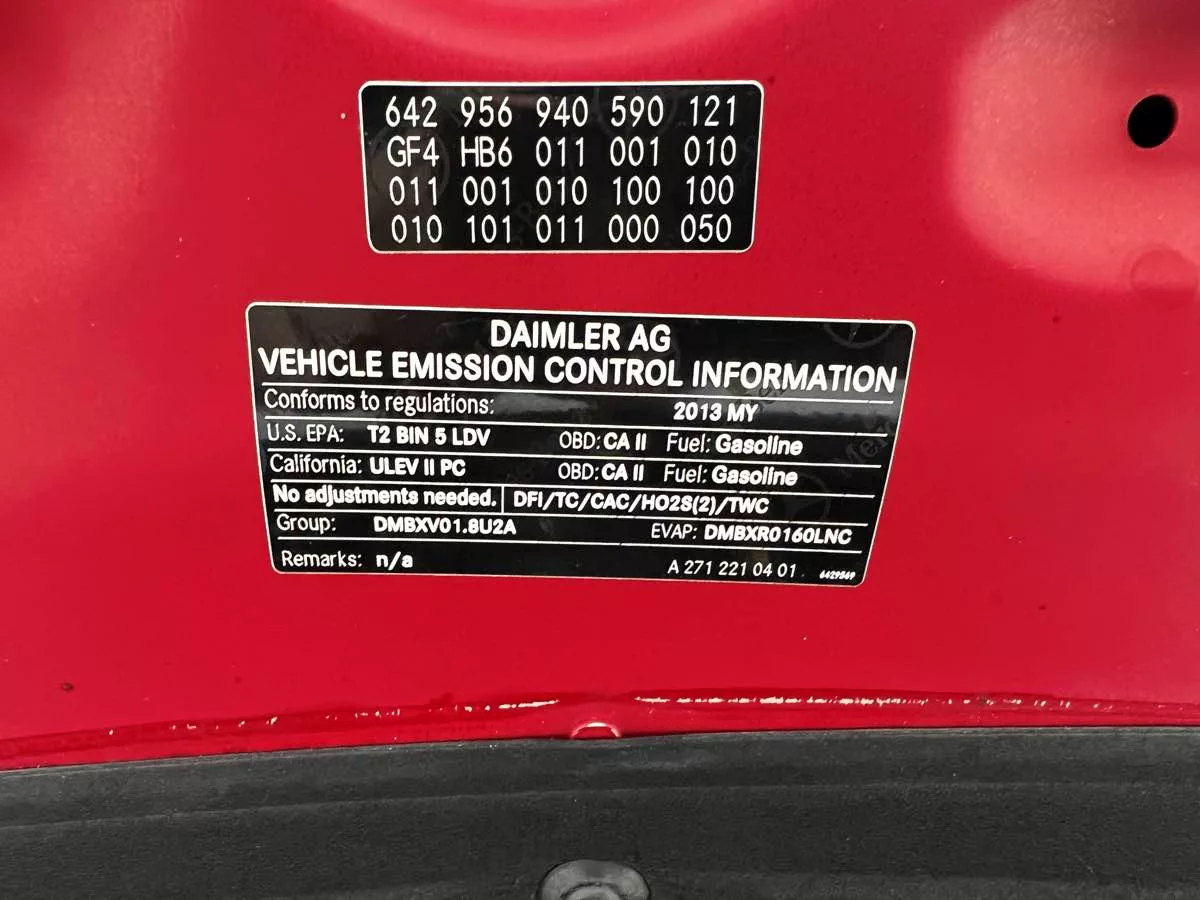 642 956 940 590 121
GF4 HB6 011 001 010
011 001 010 100 100
010 101 011 000 050
DAIMLER AG
VEHICLE EMISSION CONTROL INFORMATION
Conforms to regulations: 2013 MY
U.S. EPA: T2 BIN 5 LDV OBD: CA II Fuel: Gasoline
California: ULEV II PC OBD: CA II Fuel: Gasoline
No adjustments needed. DFI/TC/CAC/HO2S(2)/TWC
Group: DMBXV01.8U2A EVAP: DMBXR0160LNC
Remarks: n/a A 271 221 04 01